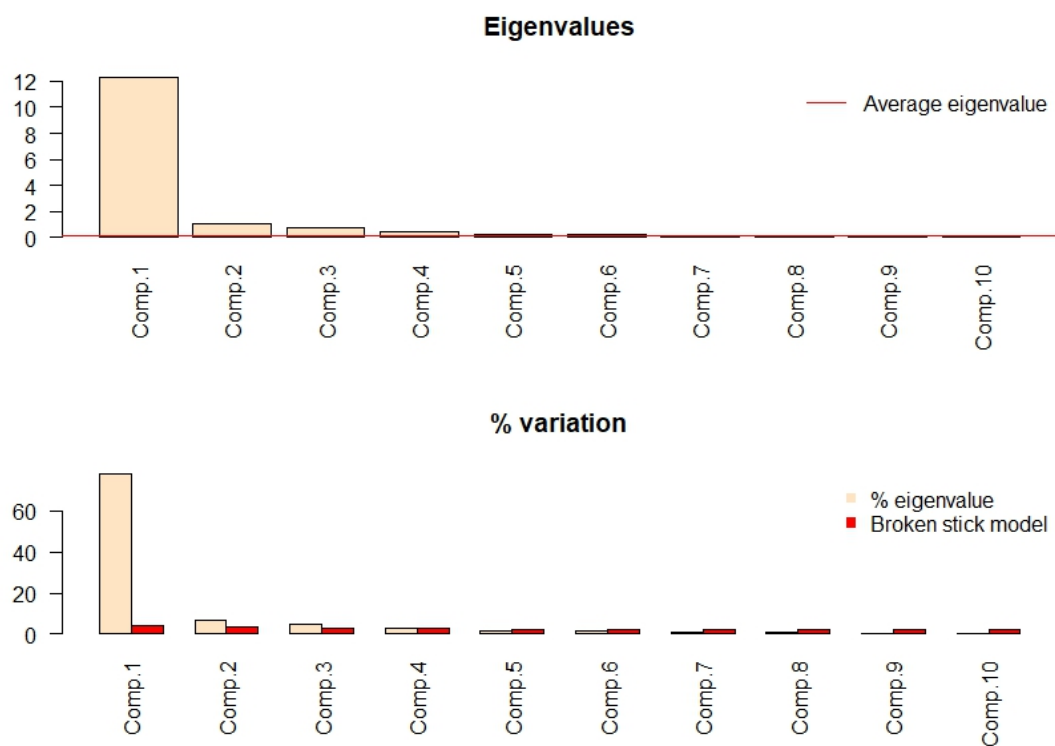 Eigenvalues
12
10
8
6
4
2
0
Average eigenvalue
Comp.1
Comp.2
Comp.3
Comp.4
Comp.5
Comp.6
Comp.7
Comp.8
Comp.9
Comp.10
% variation
60
40
20
0
% eigenvalue
Broken stick model
Comp.1
Comp.2
Comp.3
Comp.4
Comp.5
Comp.6
Comp.7
Comp.8
Comp.9
Comp.10